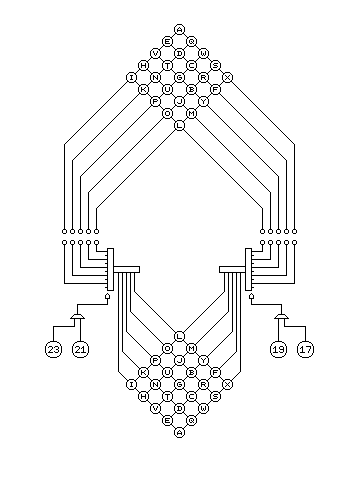 A
E Q
V D W
H T C S
I N G R X
K U B F
P J Y
O M
L
23 21 19 17
L
O M
P J Y
K U B F
I N G R X
H T C S
V D W
E Q
A